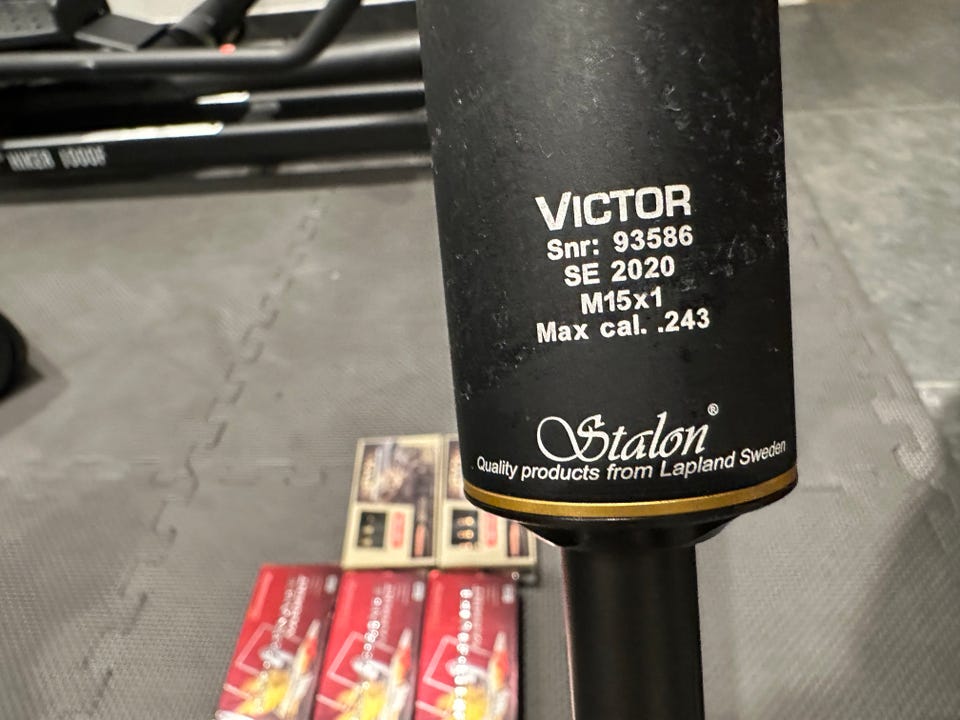 VICTOR
Snr: 93586
SE 2020
M15x1
Max cal. .243
Stalon®
Quality products from Lapland Sweden